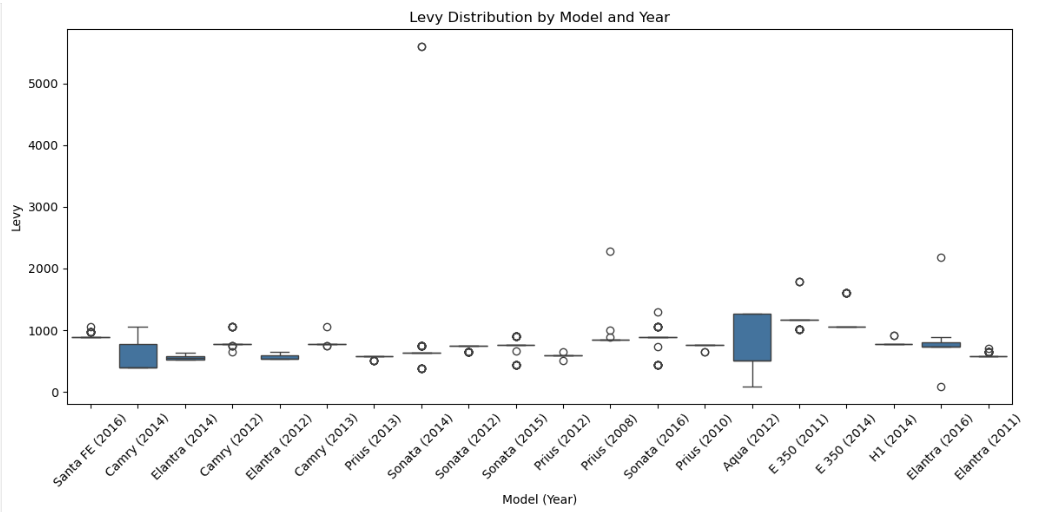 Levy Distribution by Model and Year
Levy
5000
4000
3000
2000
1000
0
Santa FE (2016)
Camry (2014)
Elantra (2014)
Camry (2012)
Elantra (2012)
Camry (2013)
Prius (2013)
Sonata (2014)
Sonata (2012)
Sonata (2015)
Prius (2012)
Prius (2008)
Sonata (2016)
Prius (2010)
Aqua (2012)
E 350 (2011)
E 350 (2014)
H1 (2014)
Elantra (2016)
Elantra (2011)
Model (Year)